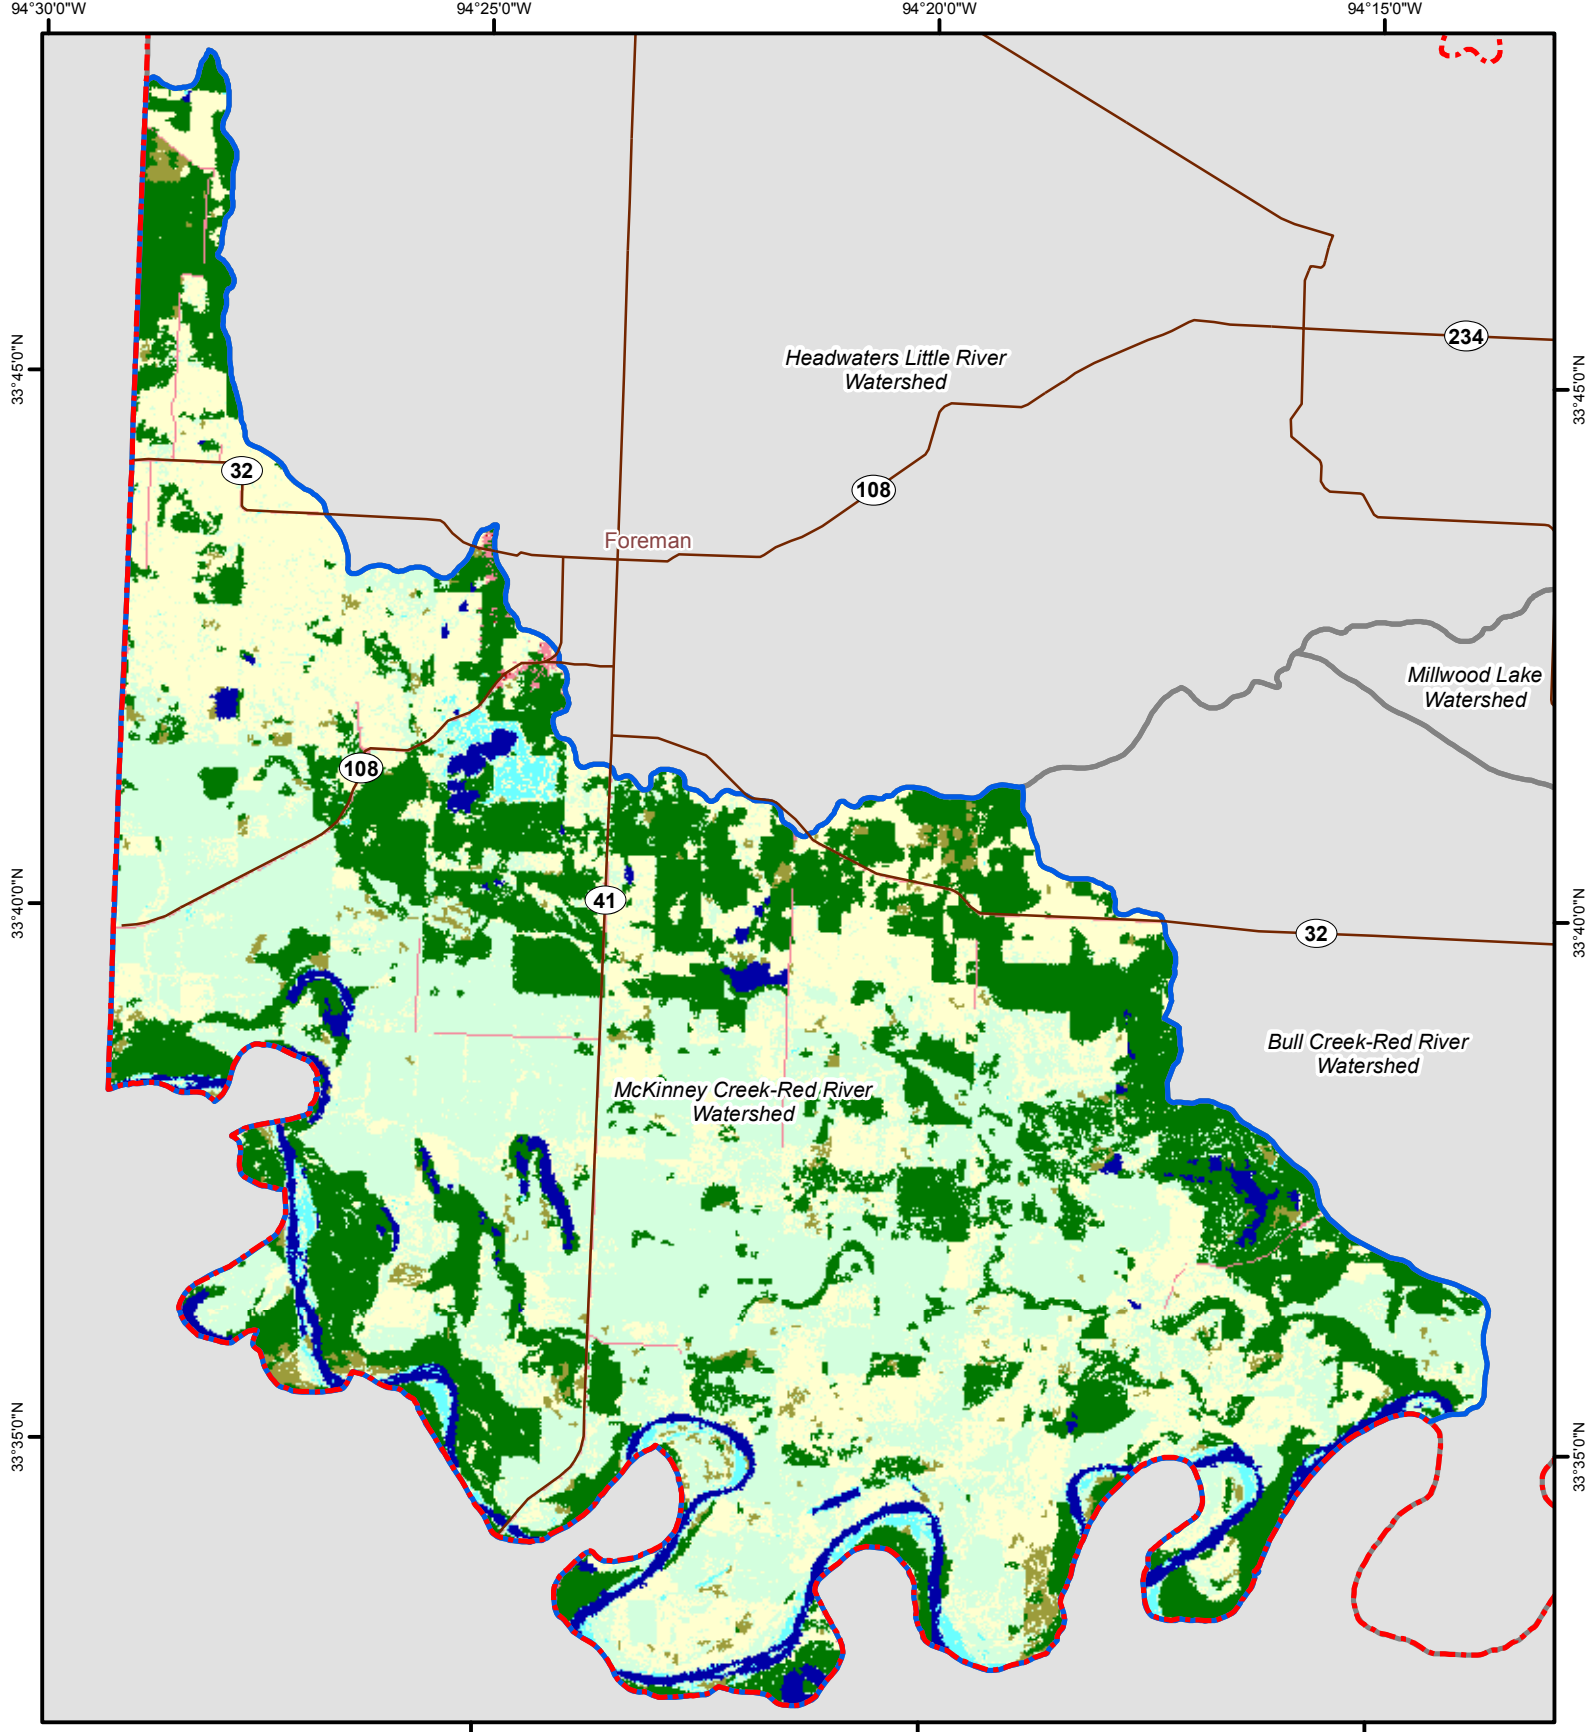 94°30'0"W
94°25'0"W
94°20'0"W
94°15'0"W
33°45'0"N
33°45'0"N
234
Headwaters Little River
Watershed
32
108
Foreman
Millwood Lake
Watershed
108
41
33°40'0"N
33°40'0"N
32
Bull Creek-Red River
Watershed
McKinney Creek-Red River
Watershed
33°35'0"N
33°35'0"N